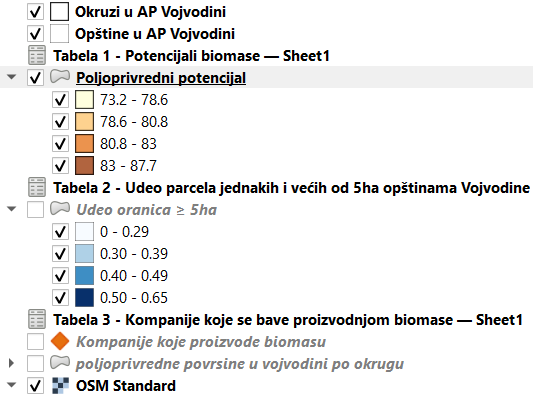 Okruzi u AP Vojvodini
Opštine u AP Vojvodini
Tabela 1 - Potencijali biomase — Sheet1
Poljoprivredni potencijal
73.2 - 78.6
78.6 - 80.8
80.8 - 83
83 - 87.7
Tabela 2 - Udeo parcela jednakih i većih od 5ha opštinama Vojvodine
Udeo oranica ≥ 5ha
0 - 0.29
0.30 - 0.39
0.40 - 0.49
0.50 - 0.65
Tabela 3 - Kompanije koje se bave proizvodnjom biomase — Sheet1
Kompanije koje proizvode biomasu
poljoprivredne povrsine u vojvodini po okrugu
OSM Standard